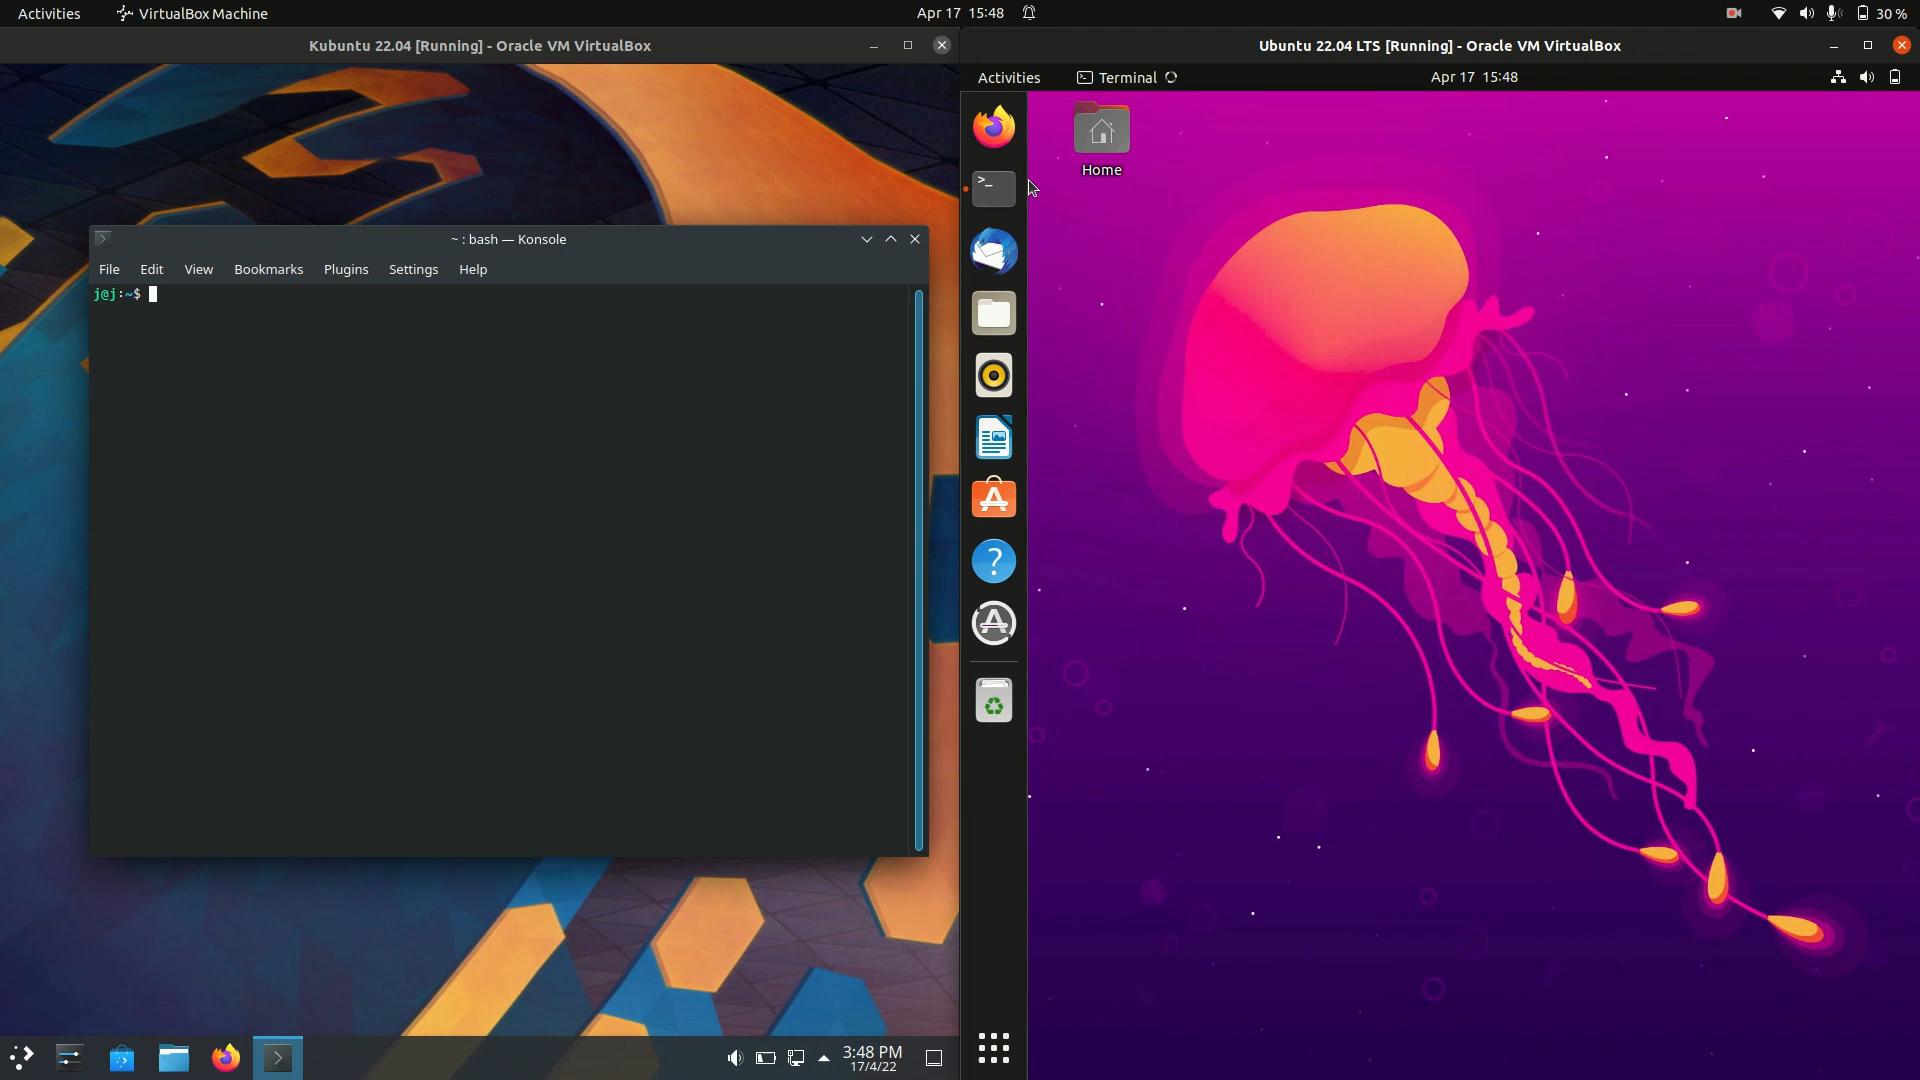 Activities VirtualBox Machine Apr 17 15:48 30 %
Kubuntu 22.04 [Running] - Oracle VM VirtualBox
~ : bash — Konsole
File Edit View Bookmarks Plugins Settings Help
j@j:~$
3:48 PM
17/4/22
Ubuntu 22.04 LTS [Running] - Oracle VM VirtualBox
Activities Terminal Apr 17 15:48
Home